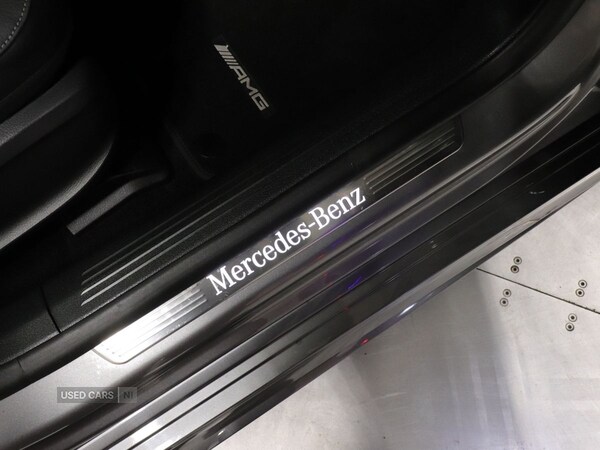 AMG
Mercedes-Benz
USED CARS NI